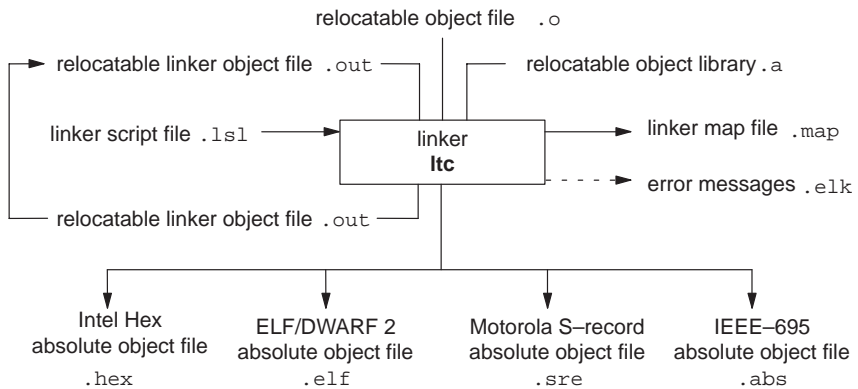 relocatable object file .o
relocatable linker object file .out
relocatable object library .a
linker script file .lsl
linker
ltc
linker map file .map
error messages .elk
relocatable linker object file .out
Intel Hex
absolute object file
.hex
ELF/DWARF 2
absolute object file
.elf
Motorola S–record
absolute object file
.sre
IEEE–695
absolute object file
.abs